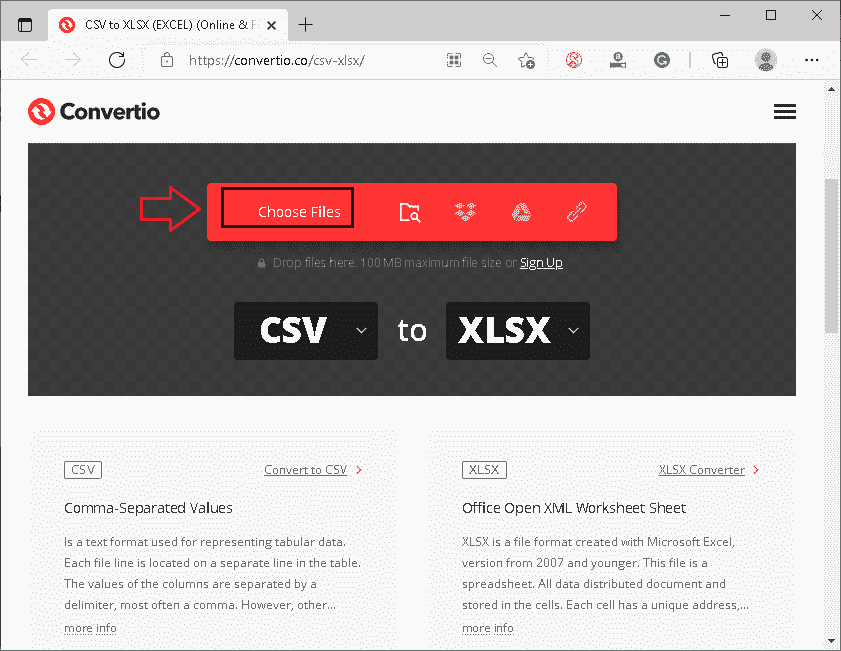 CSV to XLSX (EXCEL) (Online & F
https://convertio.co/csv-xlsx/
Convertio
Choose Files
Drop files here. 100 MB maximum file size or Sign Up
CSV to XLSX
CSV
Convert to CSV
Comma-Separated Values
Is a text format used for representing tabular data.
Each file line is located on a separate line in the table.
The values of the columns are separated by a
delimiter, most often a comma. However, other...
more info
XLSX
XLSX Converter
Office Open XML Worksheet Sheet
XLSX is a file format created with Microsoft Excel,
version from 2007 and younger. This file is a
spreadsheet. All data distributed document and
stored in the cells. Each cell has a unique address,...
more info